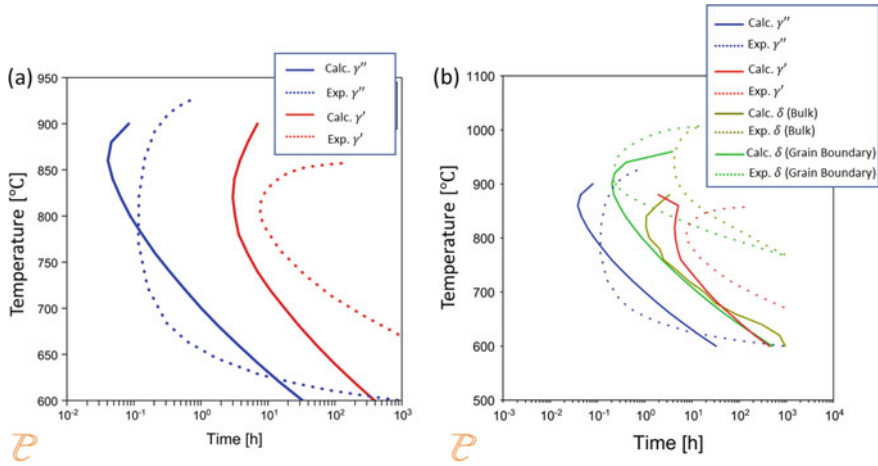 (a)
Calc. γ″
Exp. γ″
Calc. γ′
Exp. γ′
950
900
850
800
750
700
650
600
Temperature [°C]
10⁻²
10⁻¹
10⁰
10¹
10²
10³
Time [h]
(b)
Calc. γ″
Exp. γ″
Calc. γ′
Exp. γ′
Calc. δ (Bulk)
Exp. δ (Bulk)
Calc. δ (Grain Boundary)
Exp. δ (Grain Boundary)
1100
1000
900
800
700
600
500
Temperature [°C]
10⁻³
10⁻²
10⁻¹
10⁰
10¹
10²
10³
10⁴
Time [h]